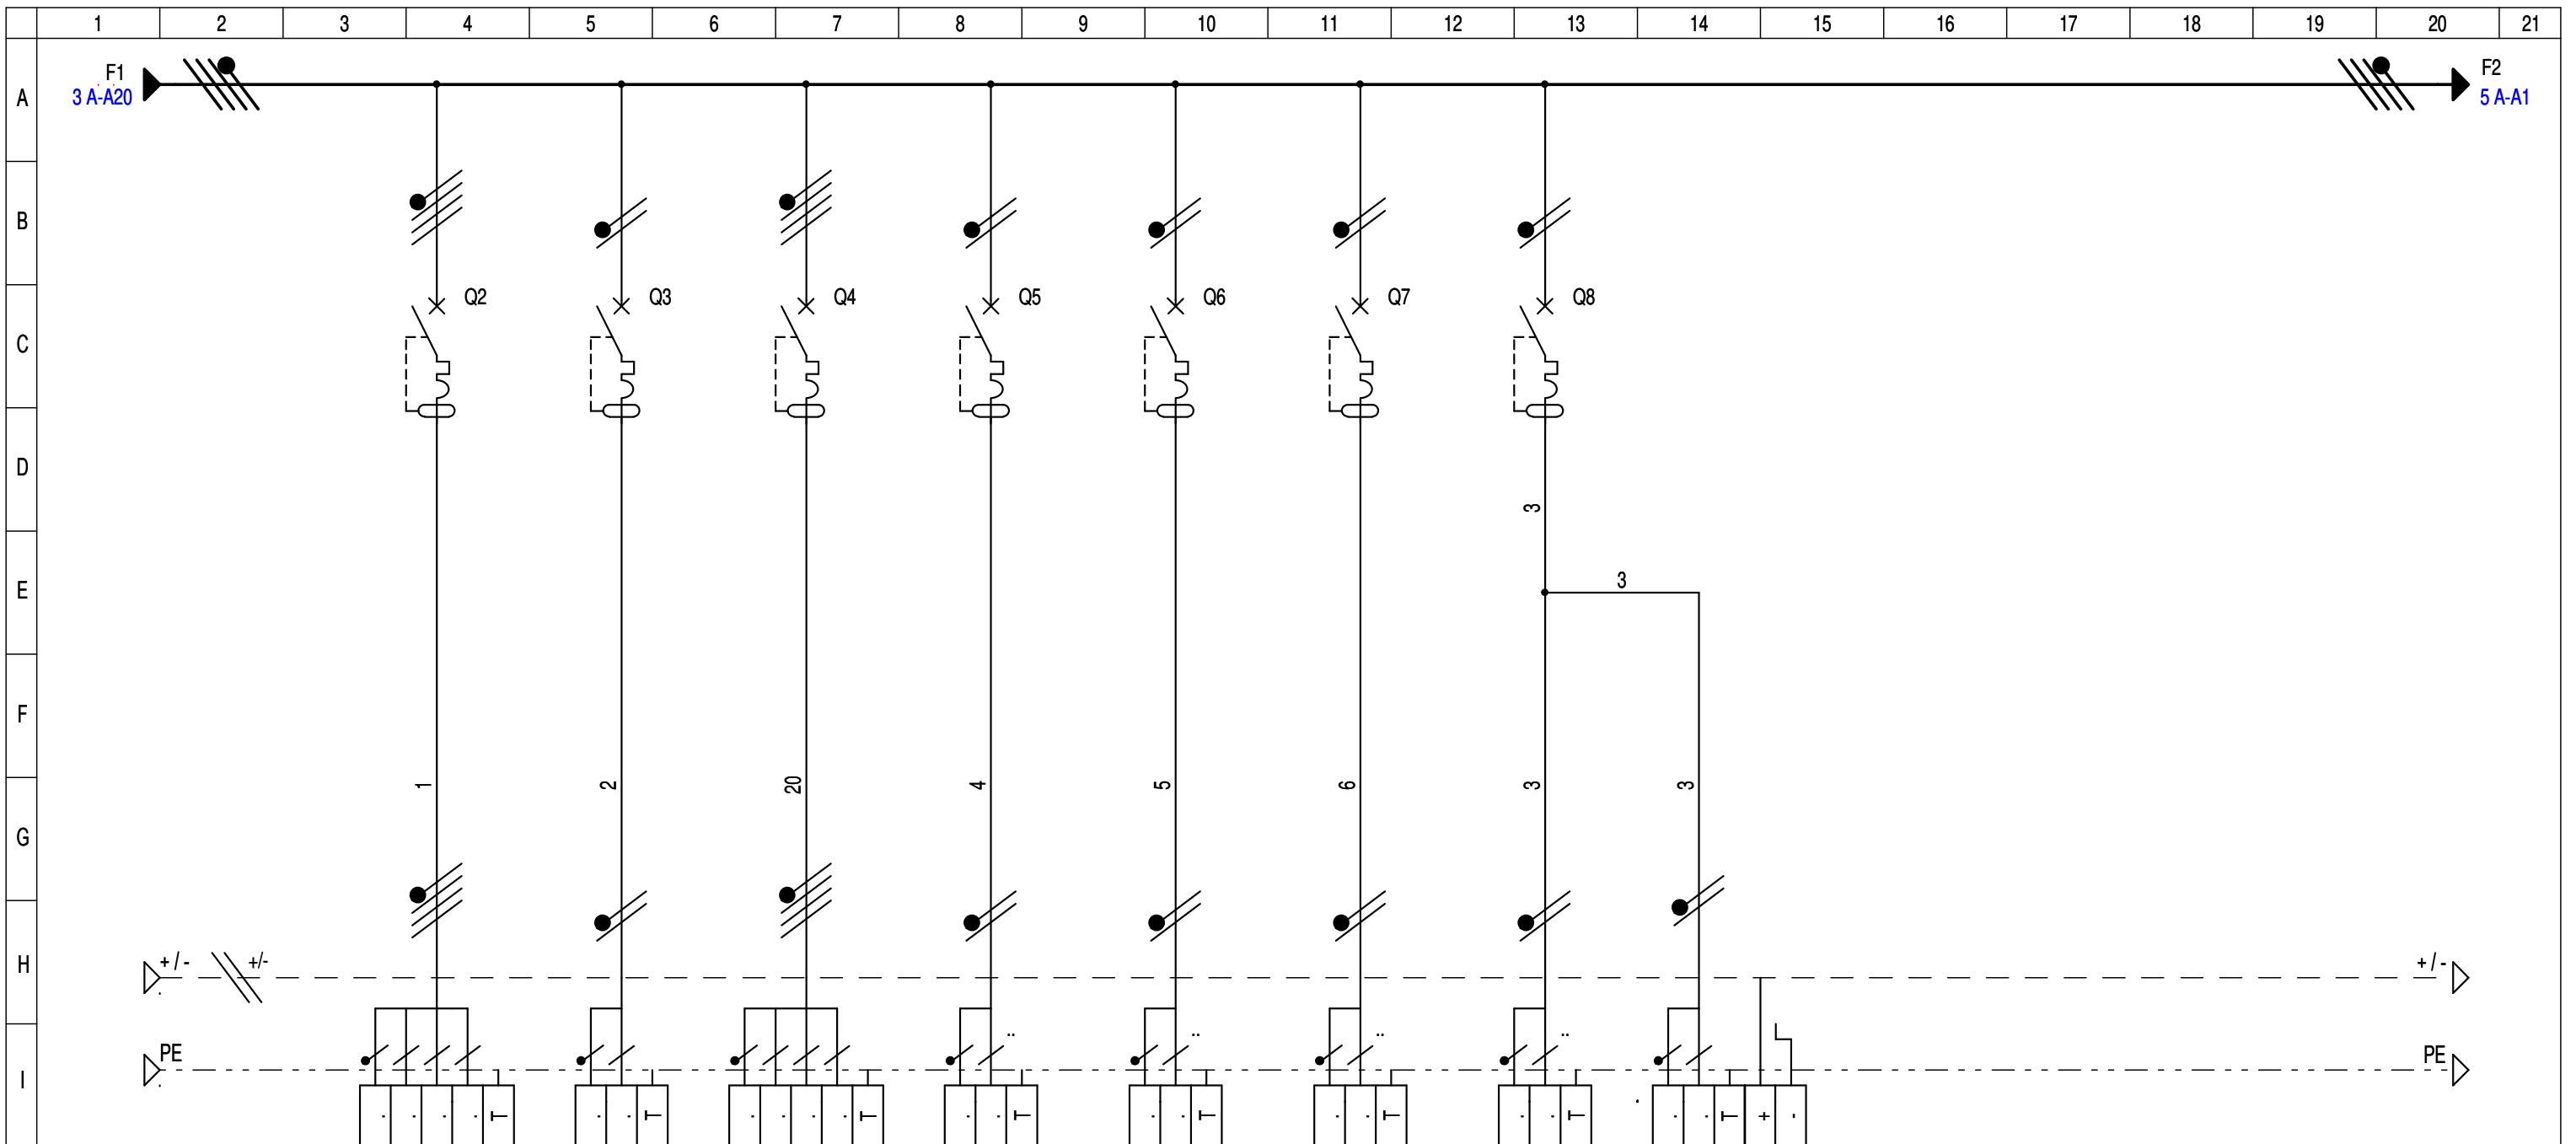 1 2 3 4 5 6 7 8 9 10 11 12 13 14 15 16 17 18 19 20 21
A
F1
3 A-A20
F2
5 A-A1
B
C
Q2 Q3 Q4 Q5 Q6 Q7 Q8
D
3
E
3
F
1 2 20 4 5 6 3 3
G
H
+ / - +/- + / -
I
PE PE
T T T T T T T T + -